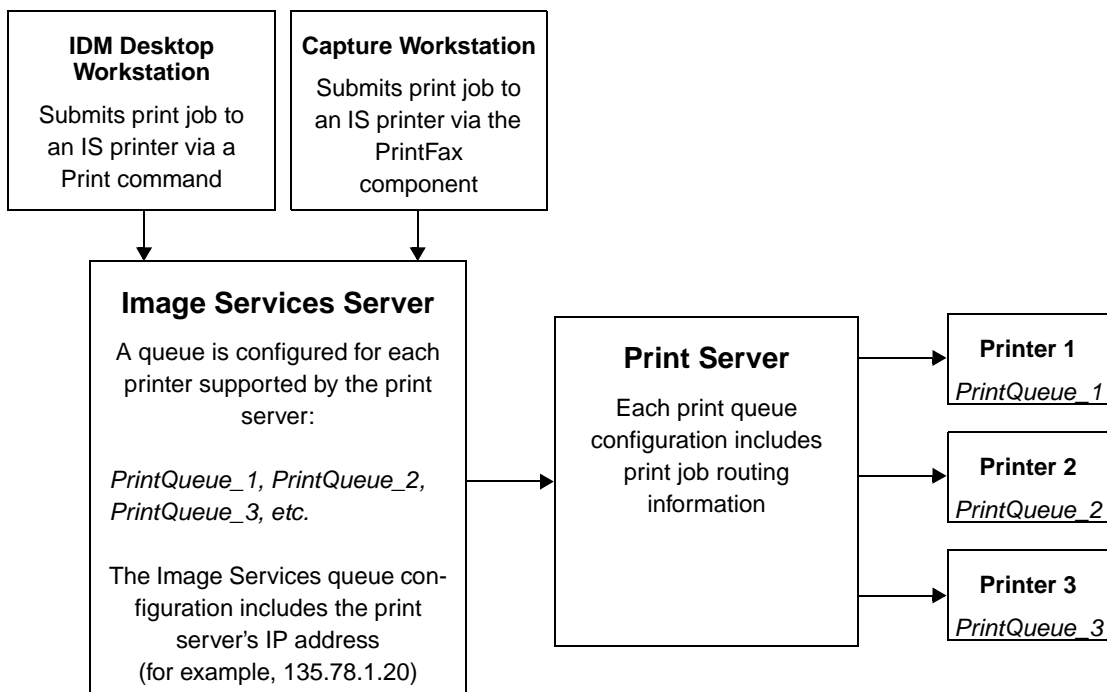 IDM Desktop
Workstation
Submits print job to
an IS printer via a
Print command
Capture Workstation
Submits print job to
an IS printer via the
PrintFax
component
Image Services Server
A queue is configured for each
printer supported by the print
server:
PrintQueue_1, PrintQueue_2,
PrintQueue_3, etc.
The Image Services queue con-
figuration includes the print
server’s IP address
(for example, 135.78.1.20)
Print Server
Each print queue
configuration includes
print job routing
information
Printer 1
PrintQueue_1
Printer 2
PrintQueue_2
Printer 3
PrintQueue_3